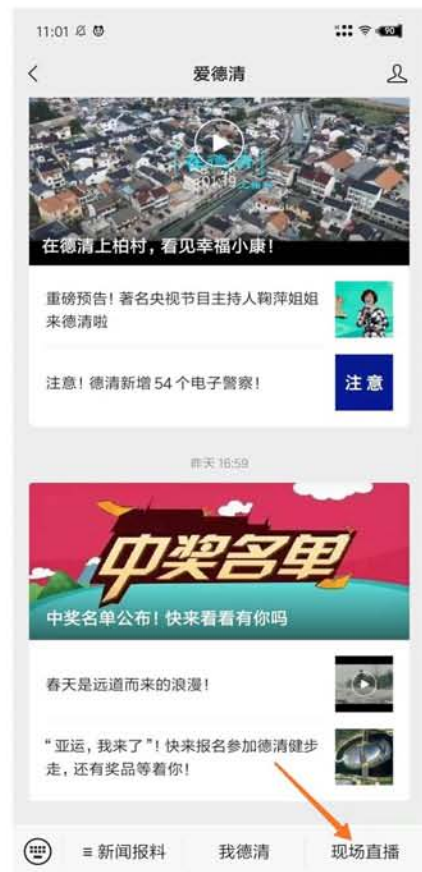 11:01
90
爱德清
01:19
在德清上柏村，看见幸福小康！
重磅预告！著名央视节目主持人鞠萍姐姐
来德清啦
注意！德清新增 54 个电子警察！
注意
昨天 16:59
中奖名单
中奖名单公布！快来看看有你吗
春天是远道而来的浪漫！
“亚运，我来了”！快来报名参加德清健步
走，还有奖品等着你！
≡ 新闻报料
我德清
现场直播